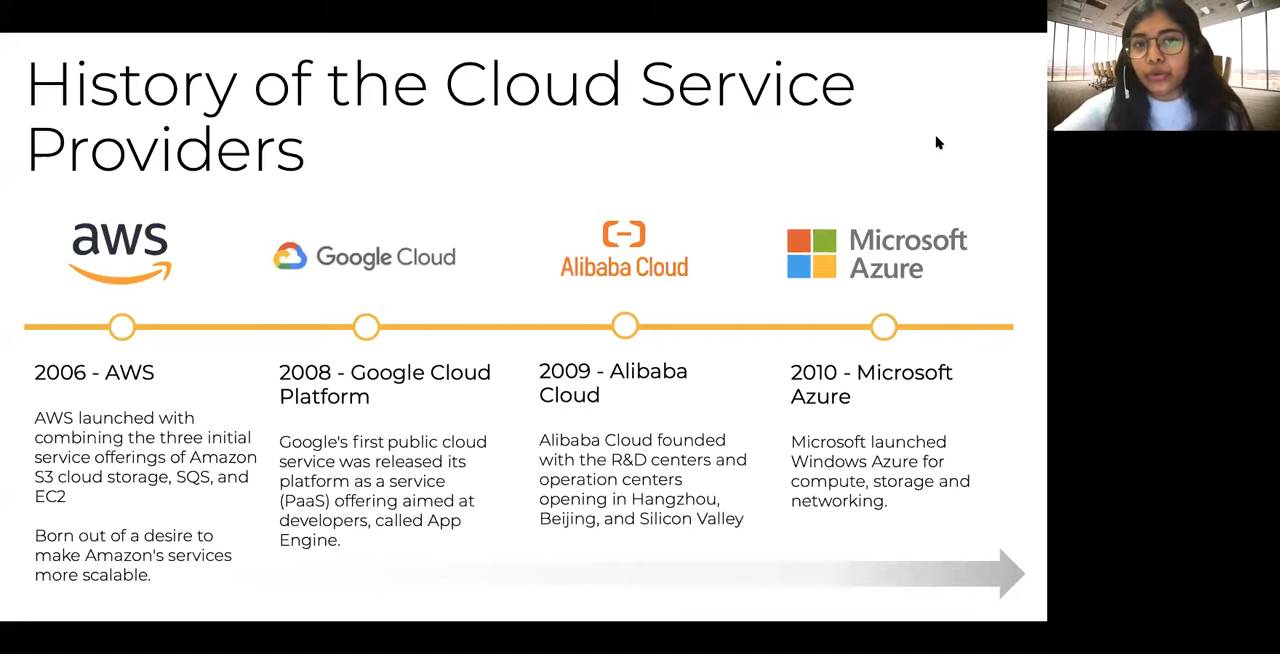 History of the Cloud Service
Providers
aws
Google Cloud
Alibaba Cloud
Microsoft
Azure
2006 - AWS
AWS launched with
combining the three initial
service offerings of Amazon
S3 cloud storage, SQS, and
EC2
Born out of a desire to
make Amazon's services
more scalable.
2008 - Google Cloud
Platform
Google's first public cloud
service was released its
platform as a service
(PaaS) offering aimed at
developers, called App
Engine.
2009 - Alibaba
Cloud
Alibaba Cloud founded
with the R&D centers and
operation centers
opening in Hangzhou,
Beijing, and Silicon Valley
2010 - Microsoft
Azure
Microsoft launched
Windows Azure for
compute, storage and
networking.